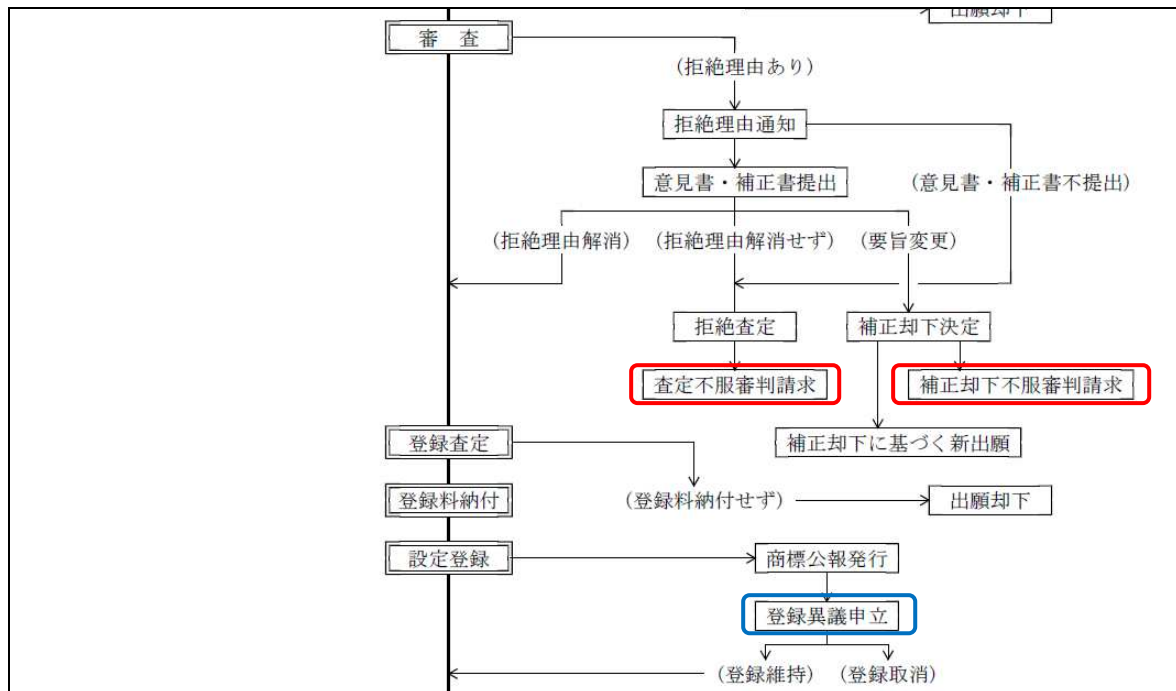 出願却下
審　査
(拒絶理由あり)
拒絶理由通知
意見書・補正書提出
(意見書・補正書不提出)
(拒絶理由解消)
(拒絶理由解消せず)
(要旨変更)
拒絶査定
補正却下決定
査定不服審判請求
補正却下不服審判請求
登録査定
補正却下に基づく新出願
登録料納付
(登録料納付せず)
出願却下
設定登録
商標公報発行
登録異議申立
(登録維持)
(登録取消)